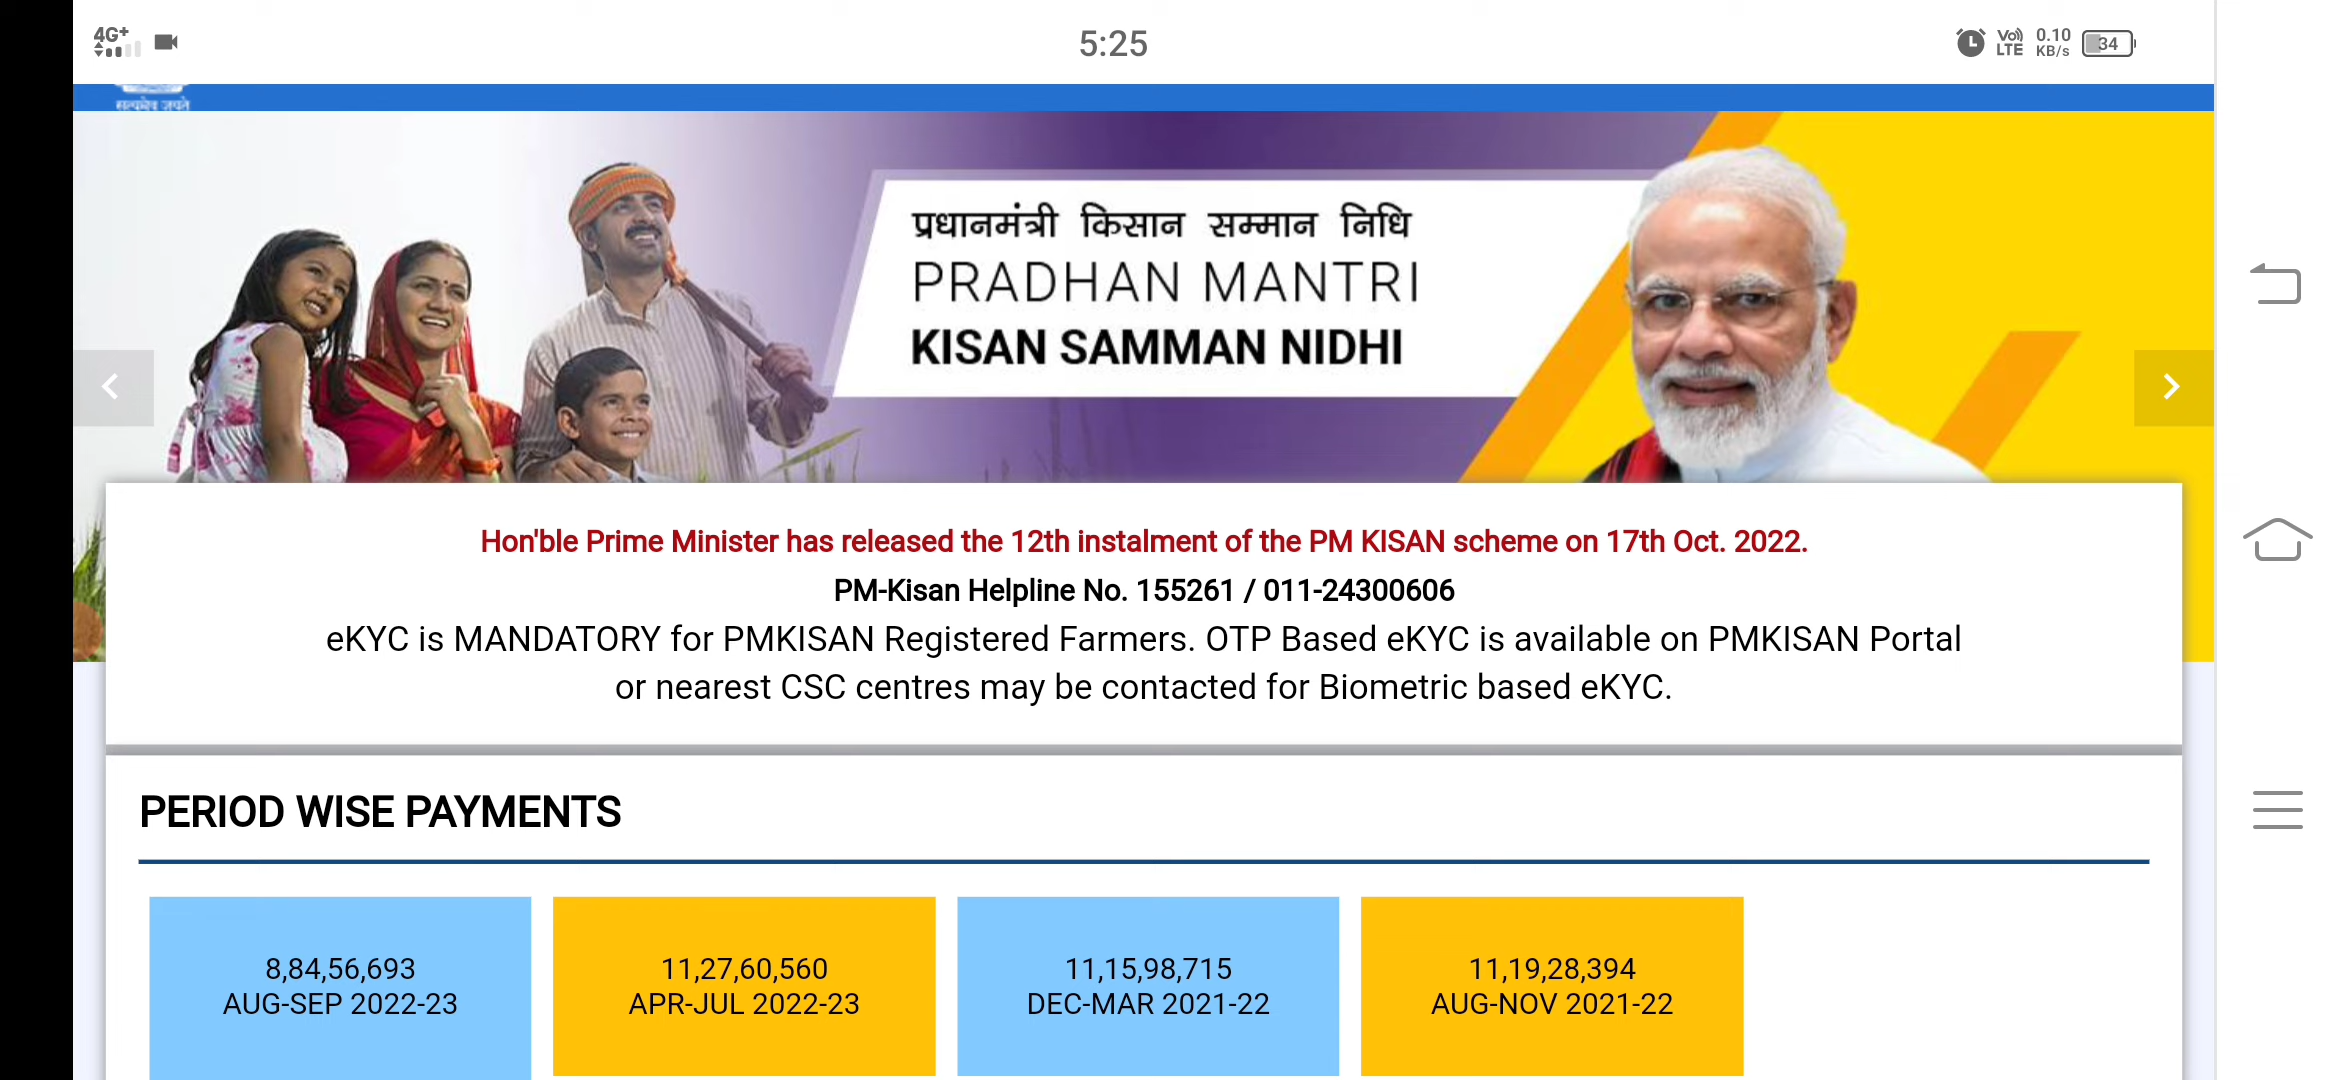 4G+
5:25
Vo))
LTE
0.10
KB/s
34
सत्यमेव जयते
प्रधानमंत्री किसान सम्मान निधि
PRADHAN MANTRI
KISAN SAMMAN NIDHI
Hon'ble Prime Minister has released the 12th instalment of the PM KISAN scheme on 17th Oct. 2022.
PM-Kisan Helpline No. 155261 / 011-24300606
eKYC is MANDATORY for PMKISAN Registered Farmers. OTP Based eKYC is available on PMKISAN Portal
or nearest CSC centres may be contacted for Biometric based eKYC.
PERIOD WISE PAYMENTS
8,84,56,693
AUG-SEP 2022-23
11,27,60,560
APR-JUL 2022-23
11,15,98,715
DEC-MAR 2021-22
11,19,28,394
AUG-NOV 2021-22